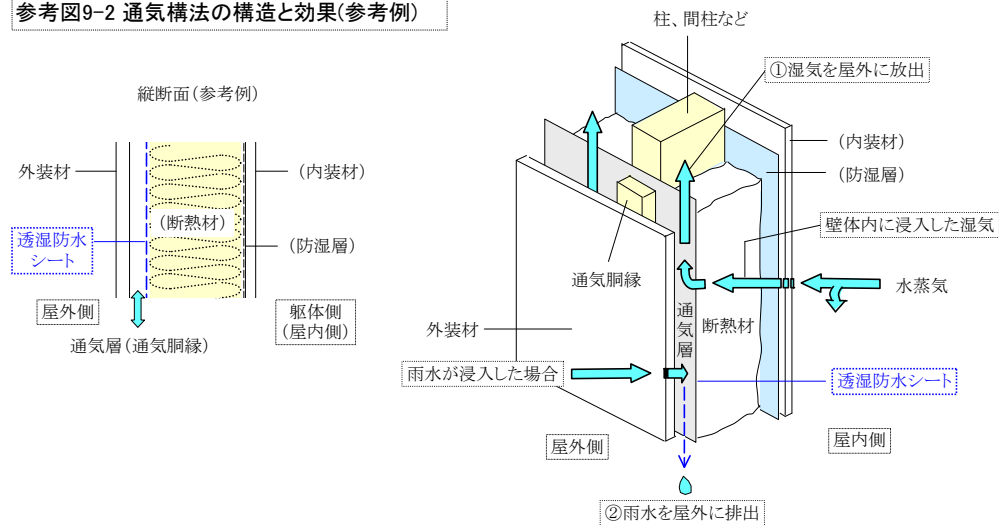 参考図9-2 通気構法の構造と効果(参考例)
縦断面(参考例)
外装材
(内装材)
(断熱材)
透湿防水
シート
(防湿層)
屋外側
躯体側
(屋内側)
通気層(通気胴縁)
柱、間柱など
①湿気を屋外に放出
(内装材)
(防湿層)
壁体内に浸入した湿気
通気胴縁
水蒸気
外装材
通気層
断熱材
雨水が浸入した場合
透湿防水シート
屋外側
屋内側
②雨水を屋外に排出